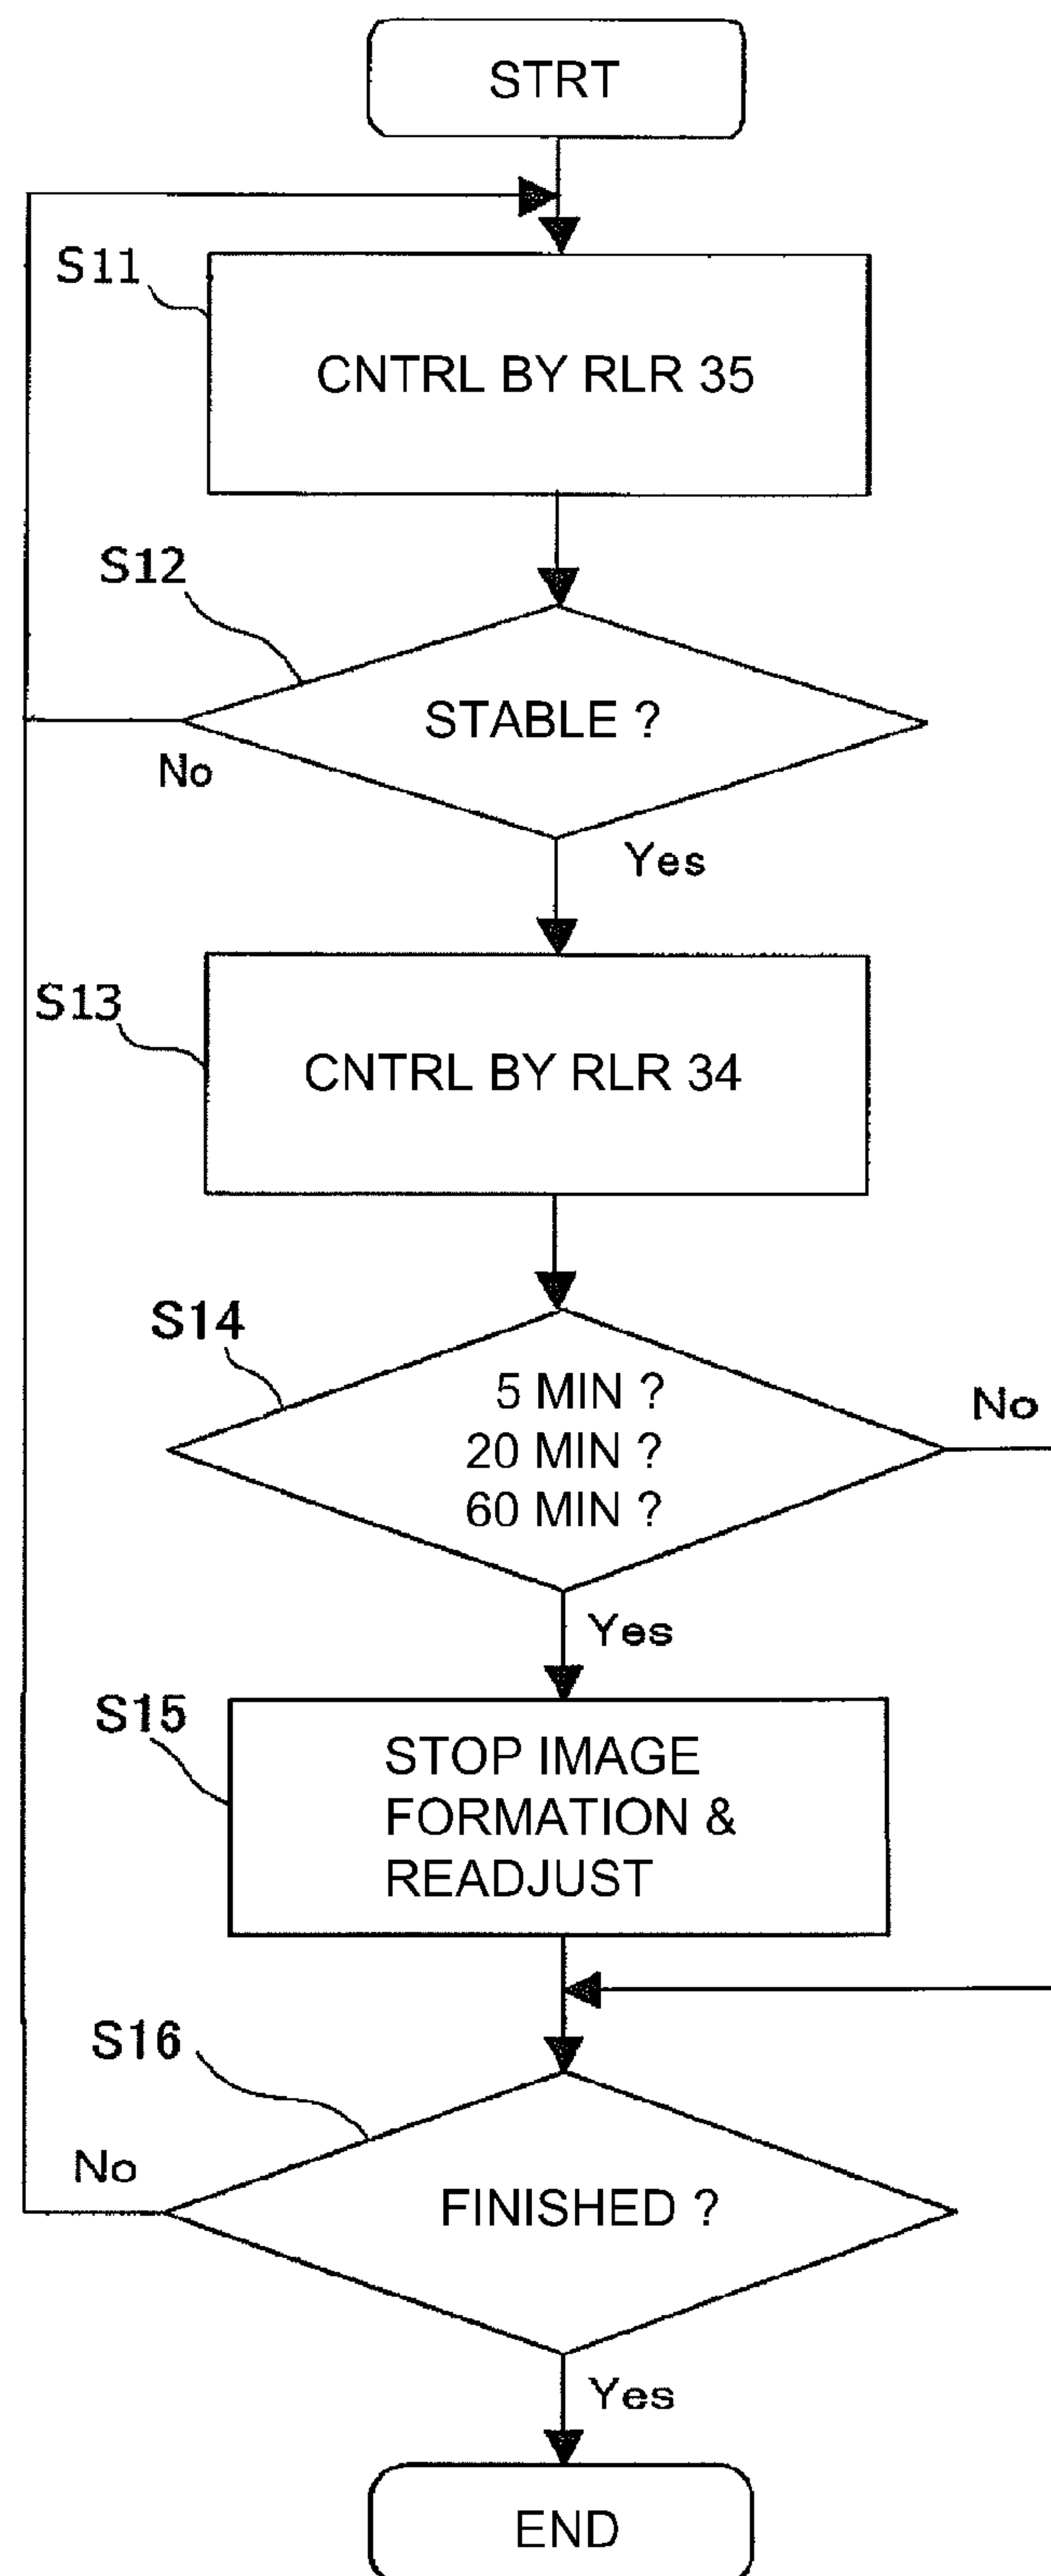 STRT
S11
CNTRL BY RLR 35
S12
STABLE ?
No
Yes
S13
CNTRL BY RLR 34
S14
5 MIN ?
No
20 MIN ?
60 MIN ?
Yes
S15
STOP IMAGE
FORMATION &
READJUST
S16
No
FINISHED ?
Yes
END